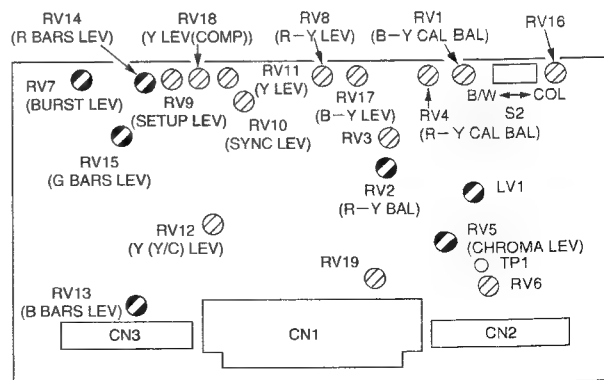 RV14
(R BARS LEV)
RV18
(Y LEV(COMP))
RV8
(R−Y LEV)
RV1
(B−Y CAL BAL)
RV16
RV7
(BURST LEV)
RV9
(SETUP LEV)
RV11
(Y LEV)
RV10
(SYNC LEV)
RV17
(B−Y LEV)
RV3
RV4
(R−Y CAL BAL)
B/W ↔ COL
S2
RV15
(G BARS LEV)
RV2
(R−Y BAL)
LV1
RV12
(Y (Y/C) LEV)
RV5
(CHROMA LEV)
TP1
RV6
RV19
RV13
(B BARS LEV)
CN3
CN1
CN2